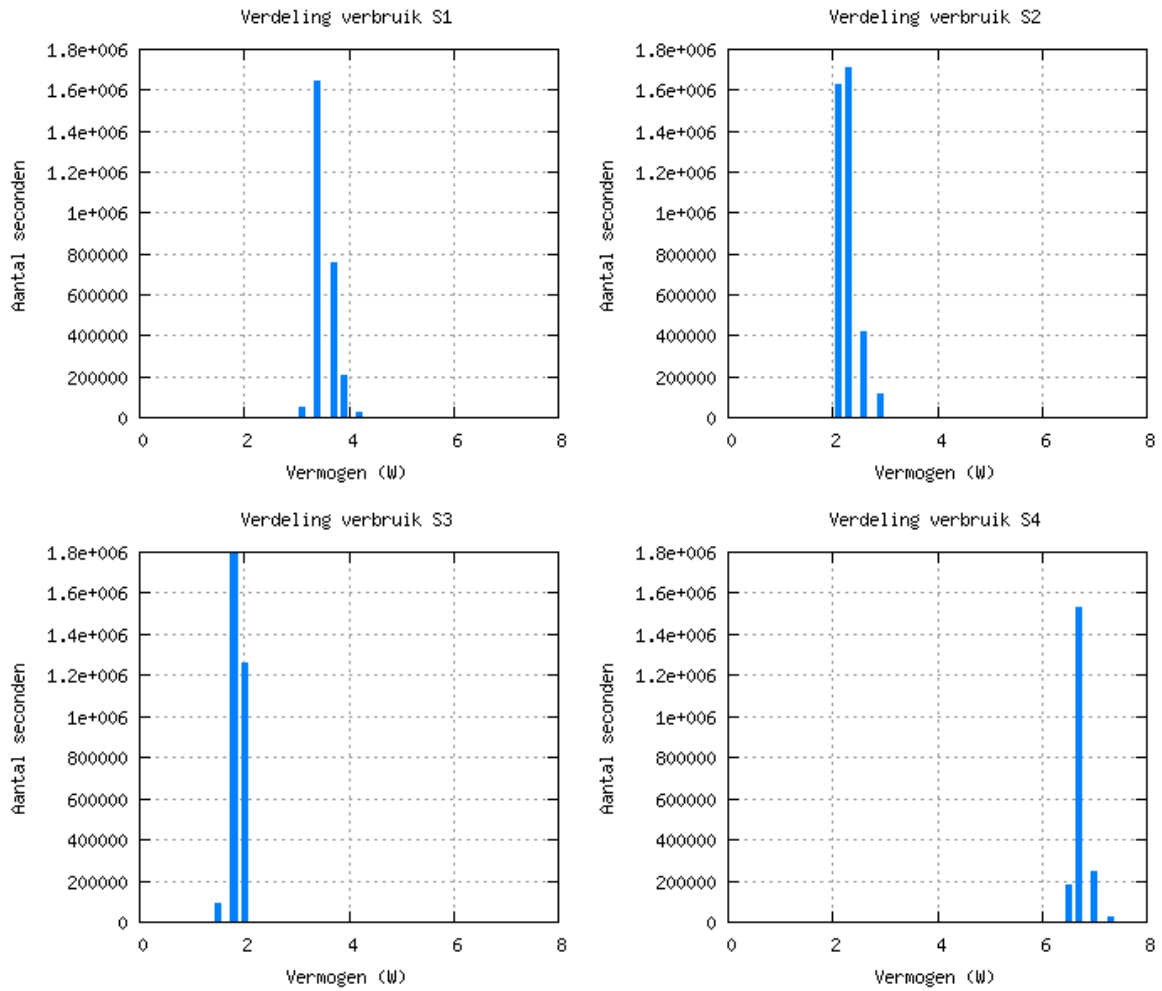 Verdeling verbruik S1
1.8e+006
1.6e+006
1.4e+006
1.2e+006
1e+006
800000
600000
400000
200000
0
0 2 4 6 8
Aantal seconden
Vermogen (W)
Verdeling verbruik S2
1.8e+006
1.6e+006
1.4e+006
1.2e+006
1e+006
800000
600000
400000
200000
0
0 2 4 6 8
Aantal seconden
Vermogen (W)
Verdeling verbruik S3
1.8e+006
1.6e+006
1.4e+006
1.2e+006
1e+006
800000
600000
400000
200000
0
0 2 4 6 8
Aantal seconden
Vermogen (W)
Verdeling verbruik S4
1.8e+006
1.6e+006
1.4e+006
1.2e+006
1e+006
800000
600000
400000
200000
0
0 2 4 6 8
Aantal seconden
Vermogen (W)